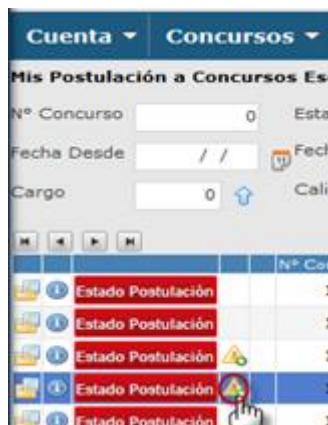 Cuenta Concursos
Mis Postulación a Concursos Es
Nº Concurso 0 Esta
Fecha Desde / / Fech
Cargo 0 Cali
Nº Con
Estado Postulación
Estado Postulación
Estado Postulación
Estado Postulación
Estado Postulación